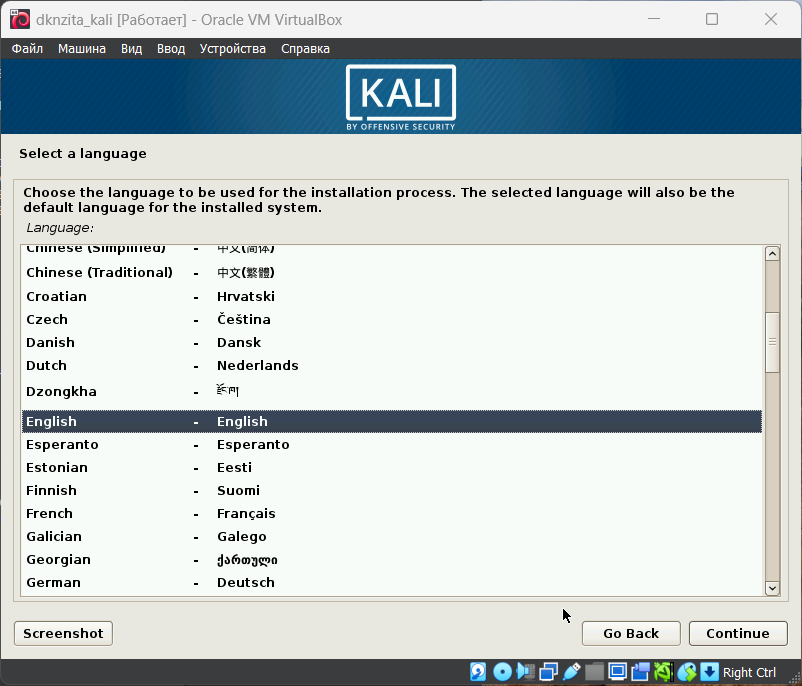 dknzita_kali [Работает] - Oracle VM VirtualBox
Файл Машина Вид Ввод Устройства Справка
KALI
BY OFFENSIVE SECURITY
Select a language
Choose the language to be used for the installation process. The selected language will also be the
default language for the installed system.
Language:
Chinese (Simplified) - 中文(简体)
Chinese (Traditional) - 中文(繁體)
Croatian - Hrvatski
Czech - Čeština
Danish - Dansk
Dutch - Nederlands
Dzongkha - རྫོང་ཁ།
English - English
Esperanto - Esperanto
Estonian - Eesti
Finnish - Suomi
French - Français
Galician - Galego
Georgian - ქართული
German - Deutsch
Screenshot Go Back Continue
Right Ctrl